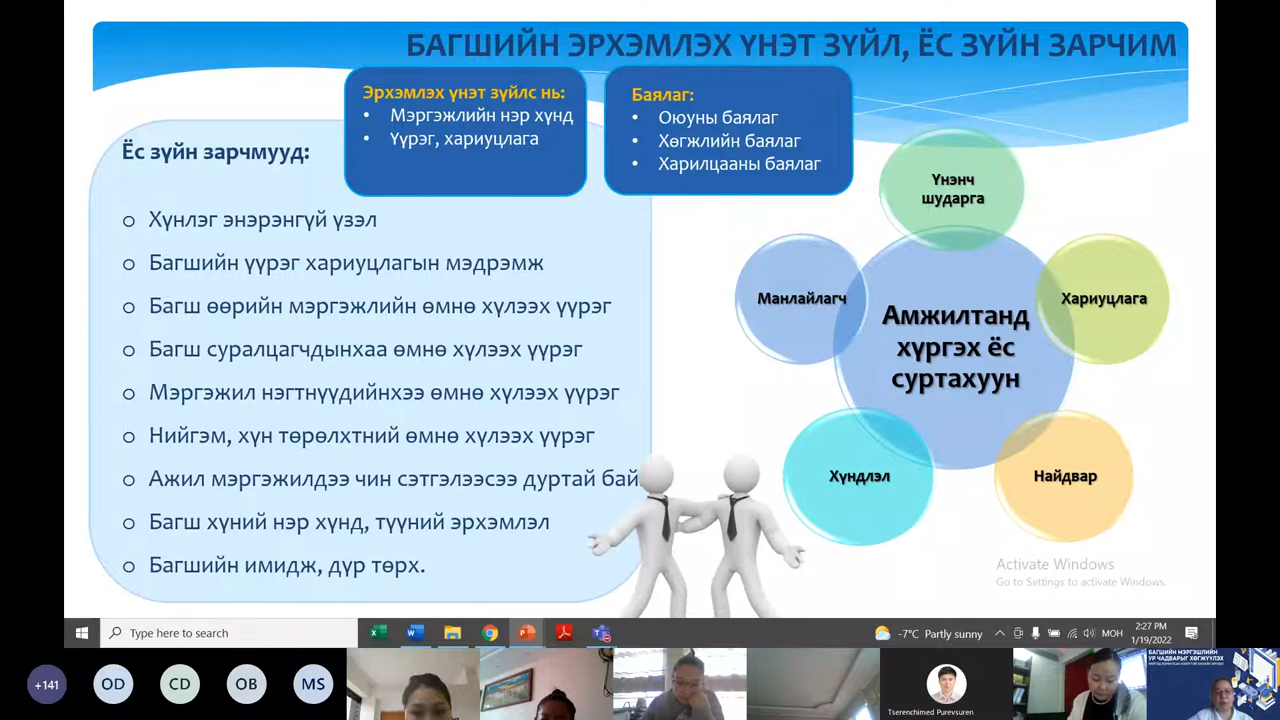 БАГШИЙН ЭРХЭМЛЭХ ҮНЭТ ЗҮЙЛ, ЁС ЗҮЙН ЗАРЧИМ
Эрхэмлэх үнэт зүйлс нь:
• Мэргэжлийн нэр хүнд
• Үүрэг, хариуцлага
Баялаг:
• Оюуны баялаг
• Хөгжлийн баялаг
• Харилцааны баялаг
Ёс зүйн зарчмууд:
o Хүнлэг энэрэнгүй үзэл
o Багшийн үүрэг хариуцлагын мэдрэмж
o Багш өөрийн мэргэжлийн өмнө хүлээх үүрэг
o Багш суралцагчдынхаа өмнө хүлээх үүрэг
o Мэргэжил нэгтнүүдийнхээ өмнө хүлээх үүрэг
o Нийгэм, хүн төрөлхтний өмнө хүлээх үүрэг
o Ажил мэргэжилдээ чин сэтгэлээсээ дуртай бай
o Багш хүний нэр хүнд, түүний эрхэмлэл
o Багшийн имидж, дүр төрх.
Үнэнч
шударга
Манлайлагч
Хариуцлага
Амжилтанд
хүргэх ёс
суртахуун
Хүндлэл
Найдвар
Activate Windows
Go to Settings to activate Windows.
Type here to search
-7°C Partly sunny
МОН
2:27 PM
1/19/2022
+141
OD
CD
OB
MS
Tserenchimed Purevsuren
БАГШИЙН МЭРГЭШЛИЙН
УР ЧАДВАРЫГ ХӨГЖҮҮЛЭХ